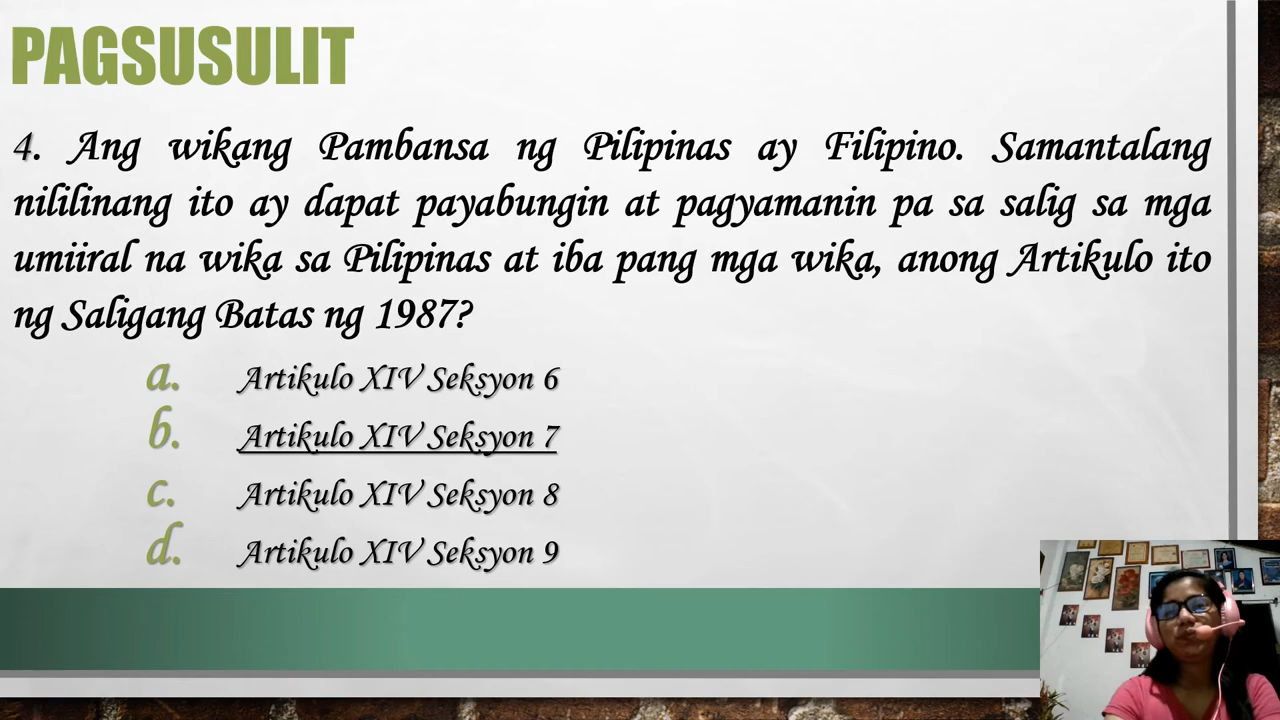 PAGSUSULIT
4. Ang wikang Pambansa ng Pilipinas ay Filipino. Samantalang
nililinang ito ay dapat payabungin at pagyamanin pa sa salig sa mga
umiiral na wika sa Pilipinas at iba pang mga wika, anong Artikulo ito
ng Saligang Batas ng 1987?
a. Artikulo XIV Seksyon 6
b. Artikulo XIV Seksyon 7
c. Artikulo XIV Seksyon 8
d. Artikulo XIV Seksyon 9